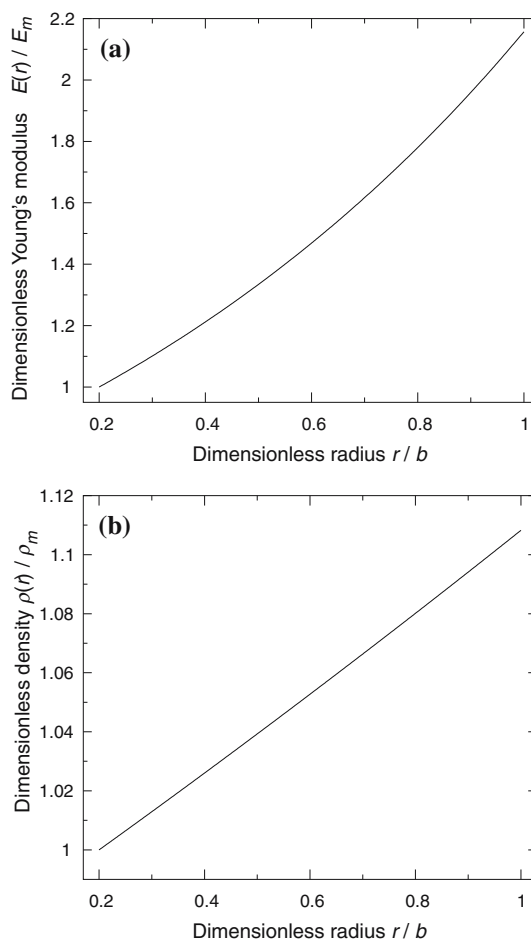 2.2
(a)
2
1.8
1.6
1.4
1.2
1
Dimensionless Young's modulus E(r) / Em
0.2 0.4 0.6 0.8 1
Dimensionless radius r / b
1.12
(b)
1.1
1.08
1.06
1.04
1.02
1
Dimensionless density ρ(r) / ρm
0.2 0.4 0.6 0.8 1
Dimensionless radius r / b